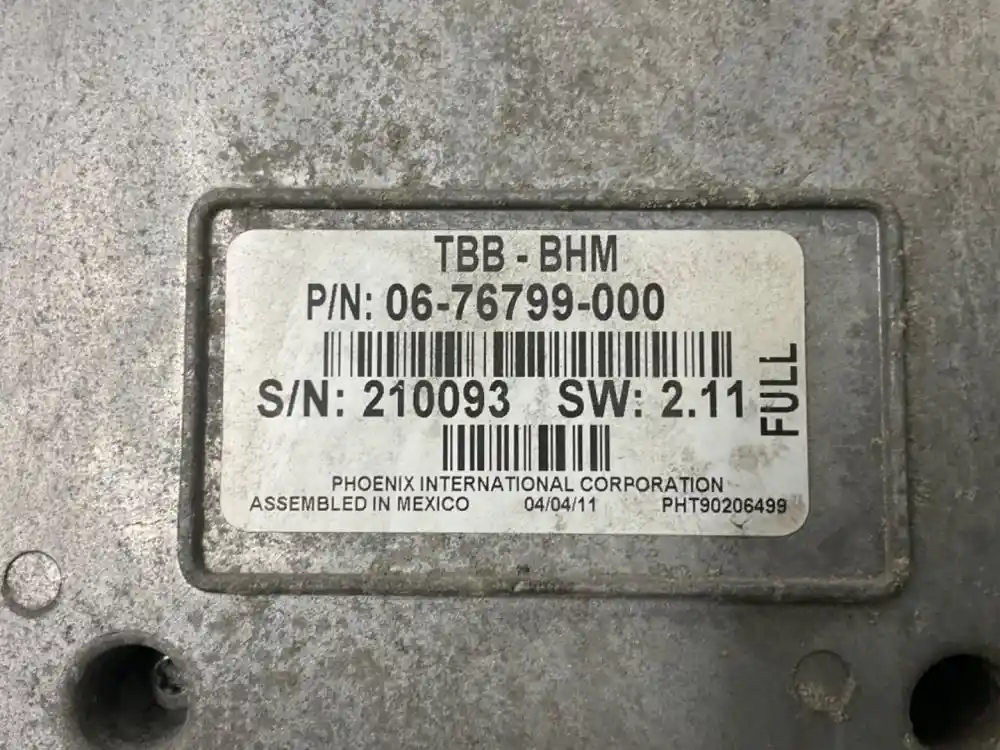 TBB - BHM
P/N: 06-76799-000
S/N: 210093 SW: 2.11
FULL
PHOENIX INTERNATIONAL CORPORATION
ASSEMBLED IN MEXICO 04/04/11 PHT90206499